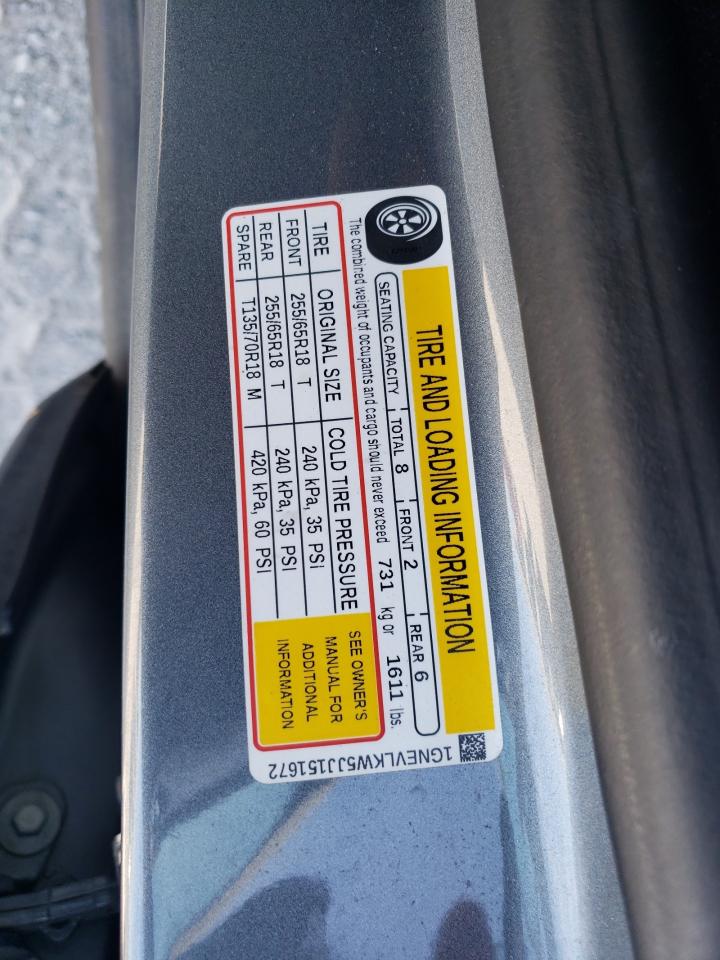 TIRE AND LOADING INFORMATION
SEATING CAPACITY TOTAL 8 FRONT 2 REAR 6
The combined weight of occupants and cargo should never exceed 731 kg or 1611 lbs.
TIRE ORIGINAL SIZE COLD TIRE PRESSURE
FRONT 255/65R18 T 240 kPa, 35 PSI
REAR 255/65R18 T 240 kPa, 35 PSI
SPARE T135/70R18 M 420 kPa, 60 PSI
SEE OWNER'S
MANUAL FOR
ADDITIONAL
INFORMATION
1GNEVLKW5JJ151672